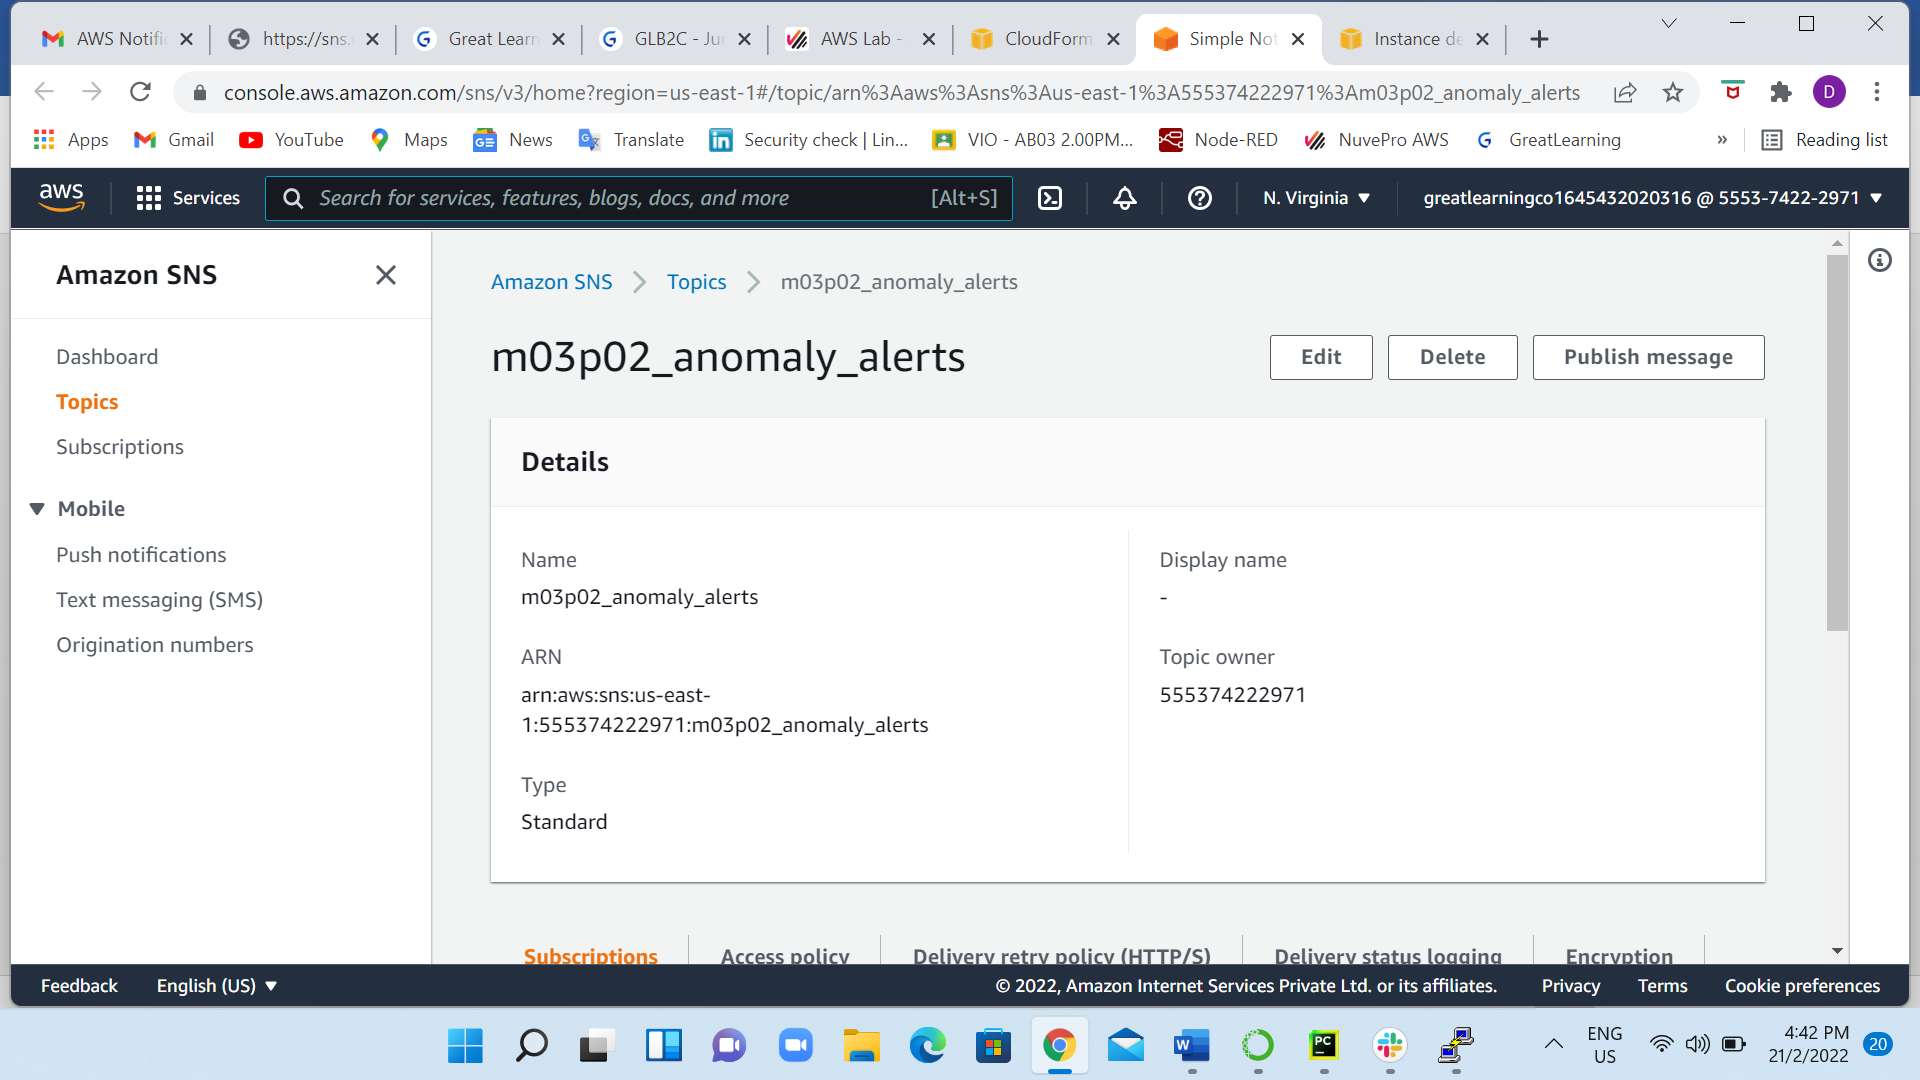 AWS Notifi
https://sns.
Great Learn
GLB2C - Ju
AWS Lab -
CloudForm
Simple Not
Instance de
console.aws.amazon.com/sns/v3/home?region=us-east-1#/topic/arn%3Aaws%3Asns%3Aus-east-1%3A555374222971%3Am03p02_anomaly_alerts
D
Apps
Gmail
YouTube
Maps
News
Translate
Security check | Lin...
VIO - AB03 2.00PM...
Node-RED
NuvePro AWS
GreatLearning
»
Reading list
aws
Services
Search for services, features, blogs, docs, and more
[Alt+S]
N. Virginia
greatlearningco1645432020316 @ 5553-7422-2971
Amazon SNS
Dashboard
Topics
Subscriptions
Mobile
Push notifications
Text messaging (SMS)
Origination numbers
Amazon SNS
Topics
m03p02_anomaly_alerts
m03p02_anomaly_alerts
Edit
Delete
Publish message
Details
Name
m03p02_anomaly_alerts
ARN
arn:aws:sns:us-east-
1:555374222971:m03p02_anomaly_alerts
Type
Standard
Display name
-
Topic owner
555374222971
Subscriptions
Access policy
Delivery retry policy (HTTP/S)
Delivery status logging
Encryption
Feedback
English (US)
© 2022, Amazon Internet Services Private Ltd. or its affiliates.
Privacy
Terms
Cookie preferences
ENG
US
4:42 PM
21/2/2022
20